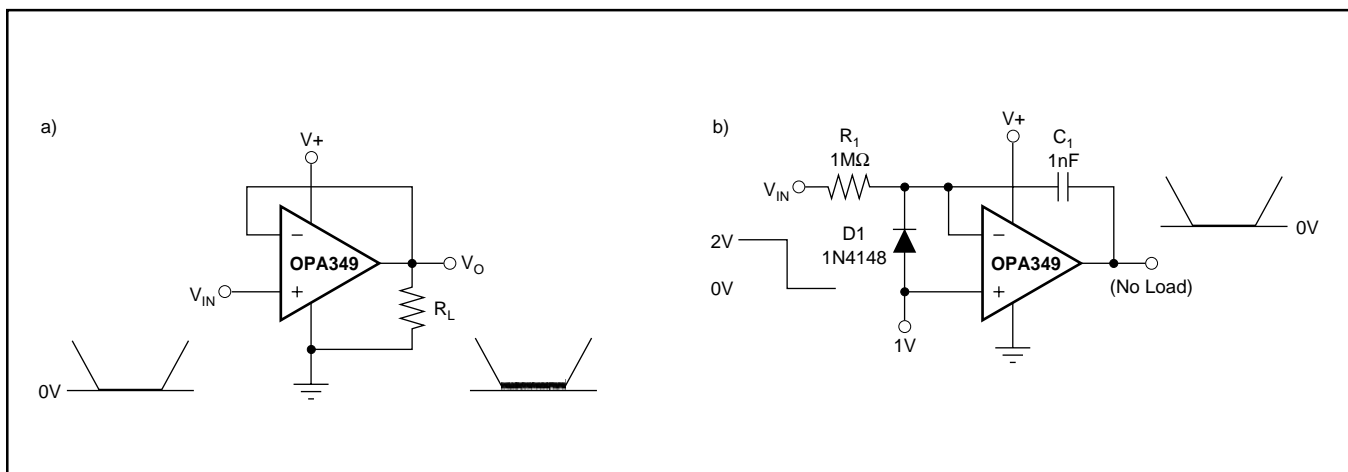 a)
V+
OPA349
−
+
V_IN
V_O
R_L
0V
b)
V+
R_1
1MΩ
C_1
1nF
V_IN
D1
1N4148
2V
0V
−
+
OPA349
1V
(No Load)
0V